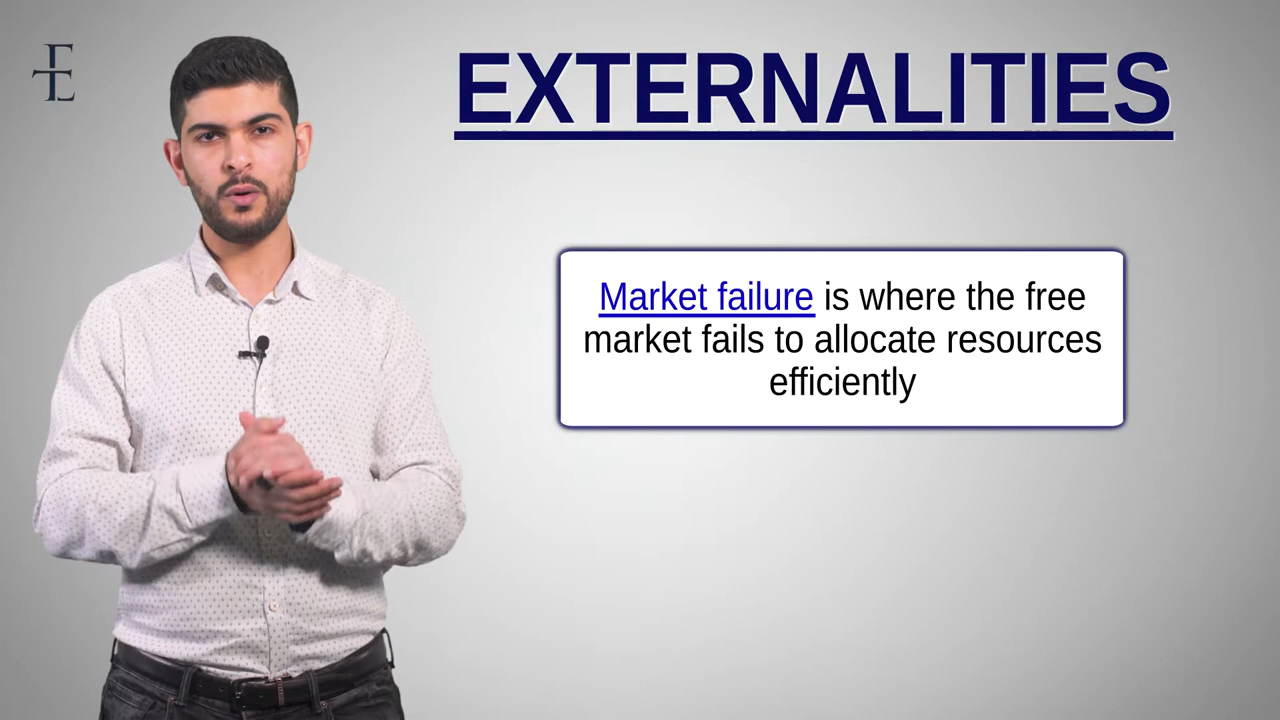 EXTERNALITIES
Market failure is where the free
market fails to allocate resources
efficiently